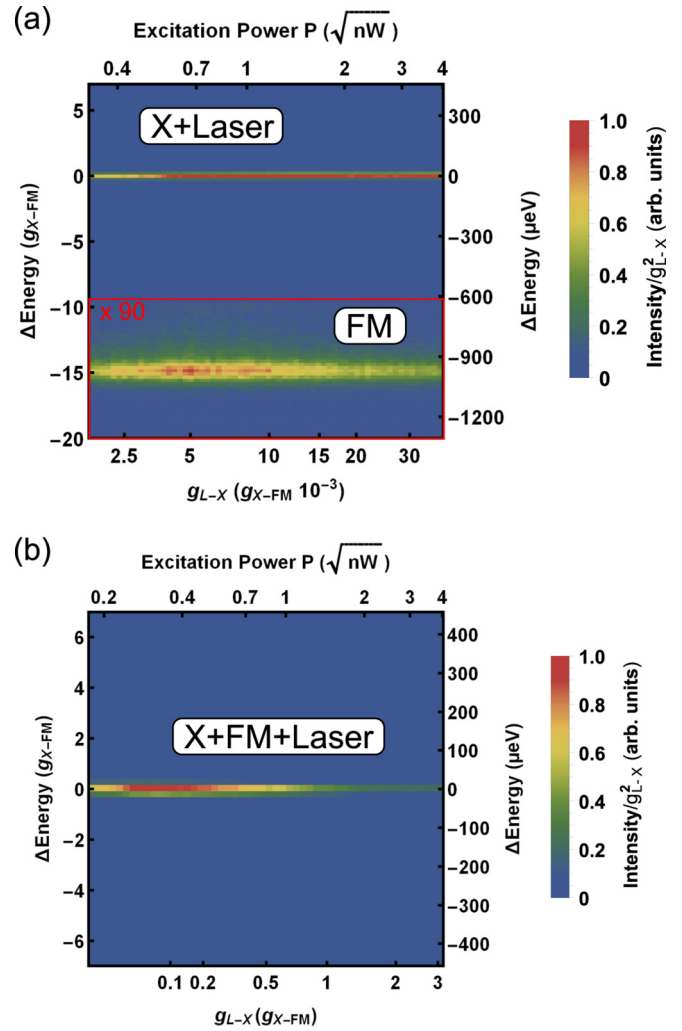 (a)
Excitation Power P (√nW)
0.4 0.7 1 2 3 4
X+Laser
FM
x 90
5
0
−5
−10
−15
−20
ΔEnergy (gX−FM)
300
0
−300
−600
−900
−1200
ΔEnergy (μeV)
2.5 5 10 15 20 30
gL−X (gX−FM 10−3)
1.0
0.8
0.6
0.4
0.2
0
Intensity/g2L-X (arb. units)
(b)
Excitation Power P (√nW)
0.2 0.4 0.7 1 2 3 4
X+FM+Laser
6
4
2
0
−2
−4
−6
ΔEnergy (gX−FM)
400
300
200
100
0
−100
−200
−300
−400
ΔEnergy (μeV)
0.1 0.2 0.5 1 2 3
gL−X (gX−FM)
1.0
0.8
0.6
0.4
0.2
0
Intensity/g2L-X (arb. units)